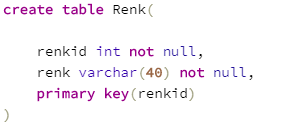 create table Renk(
renkid int not null,
renk varchar(40) not null,
primary key(renkid)
)